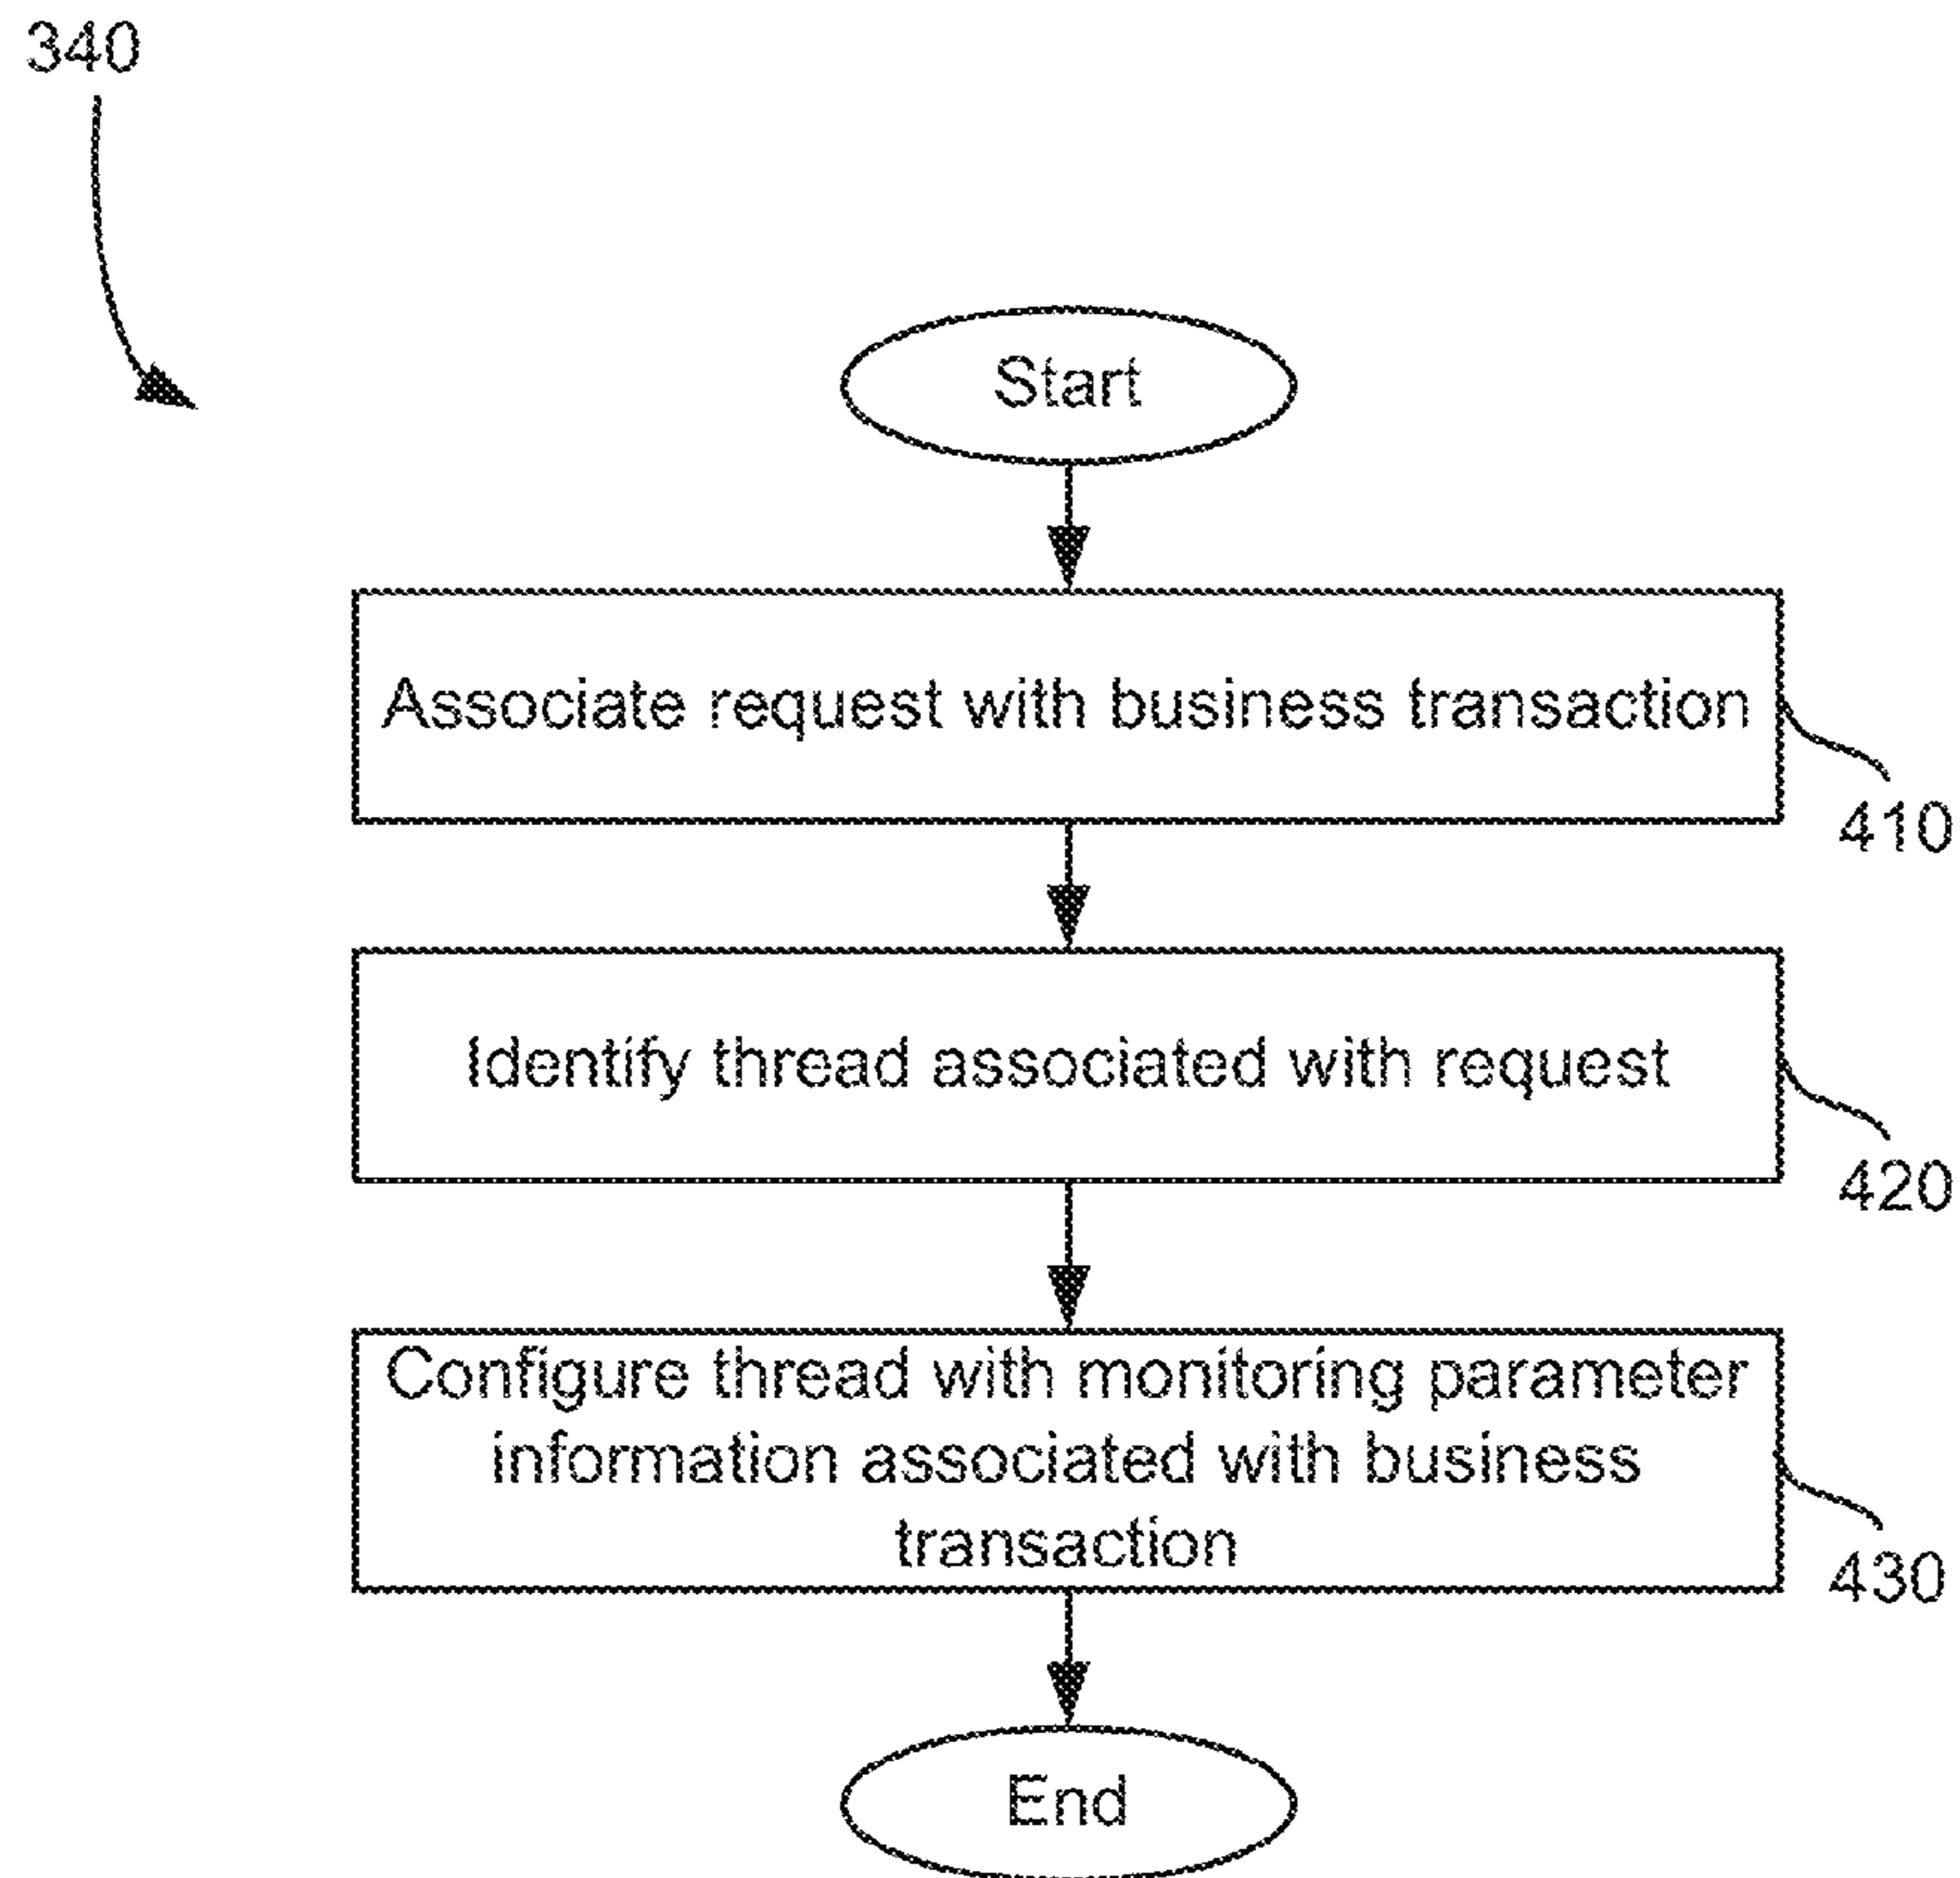 340
Start
Associate request with business transaction
410
Identify thread associated with request
420
Configure thread with monitoring parameter
information associated with business
transaction
430
End